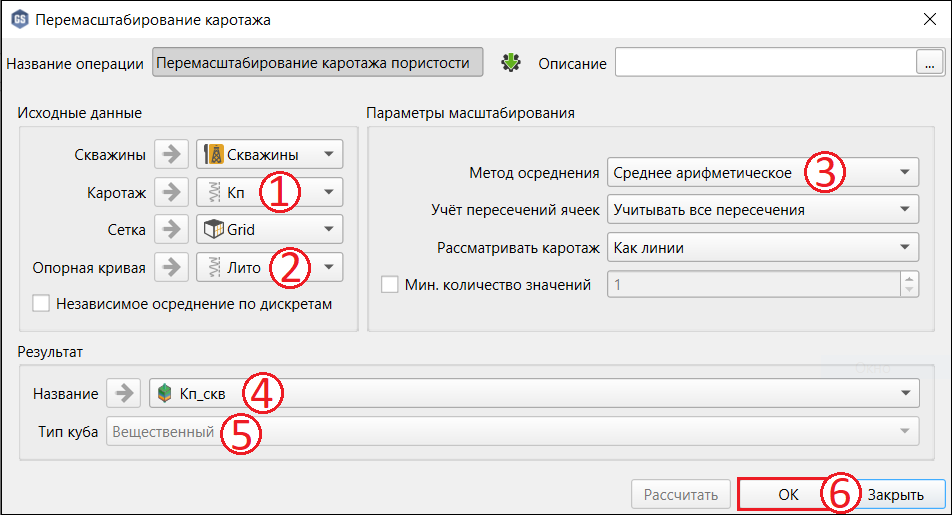 GS Перемасштабирование каротажа
Название операции Перемасштабирование каротажа пористости Описание ...
Исходные данные Параметры масштабирования
Скважины Скважины
Метод осреднения Среднее арифметическое 3
Каротаж Кп 1
Учёт пересечений ячеек Учитывать все пересечения
Сетка Grid
Рассматривать каротаж Как линии
Опорная кривая Лито 2
Мин. количество значений 1
Независимое осреднение по дискретам
Результат
Название Кп_скв 4
Тип куба Вещественный 5
Рассчитать ОК 6 Закрыть